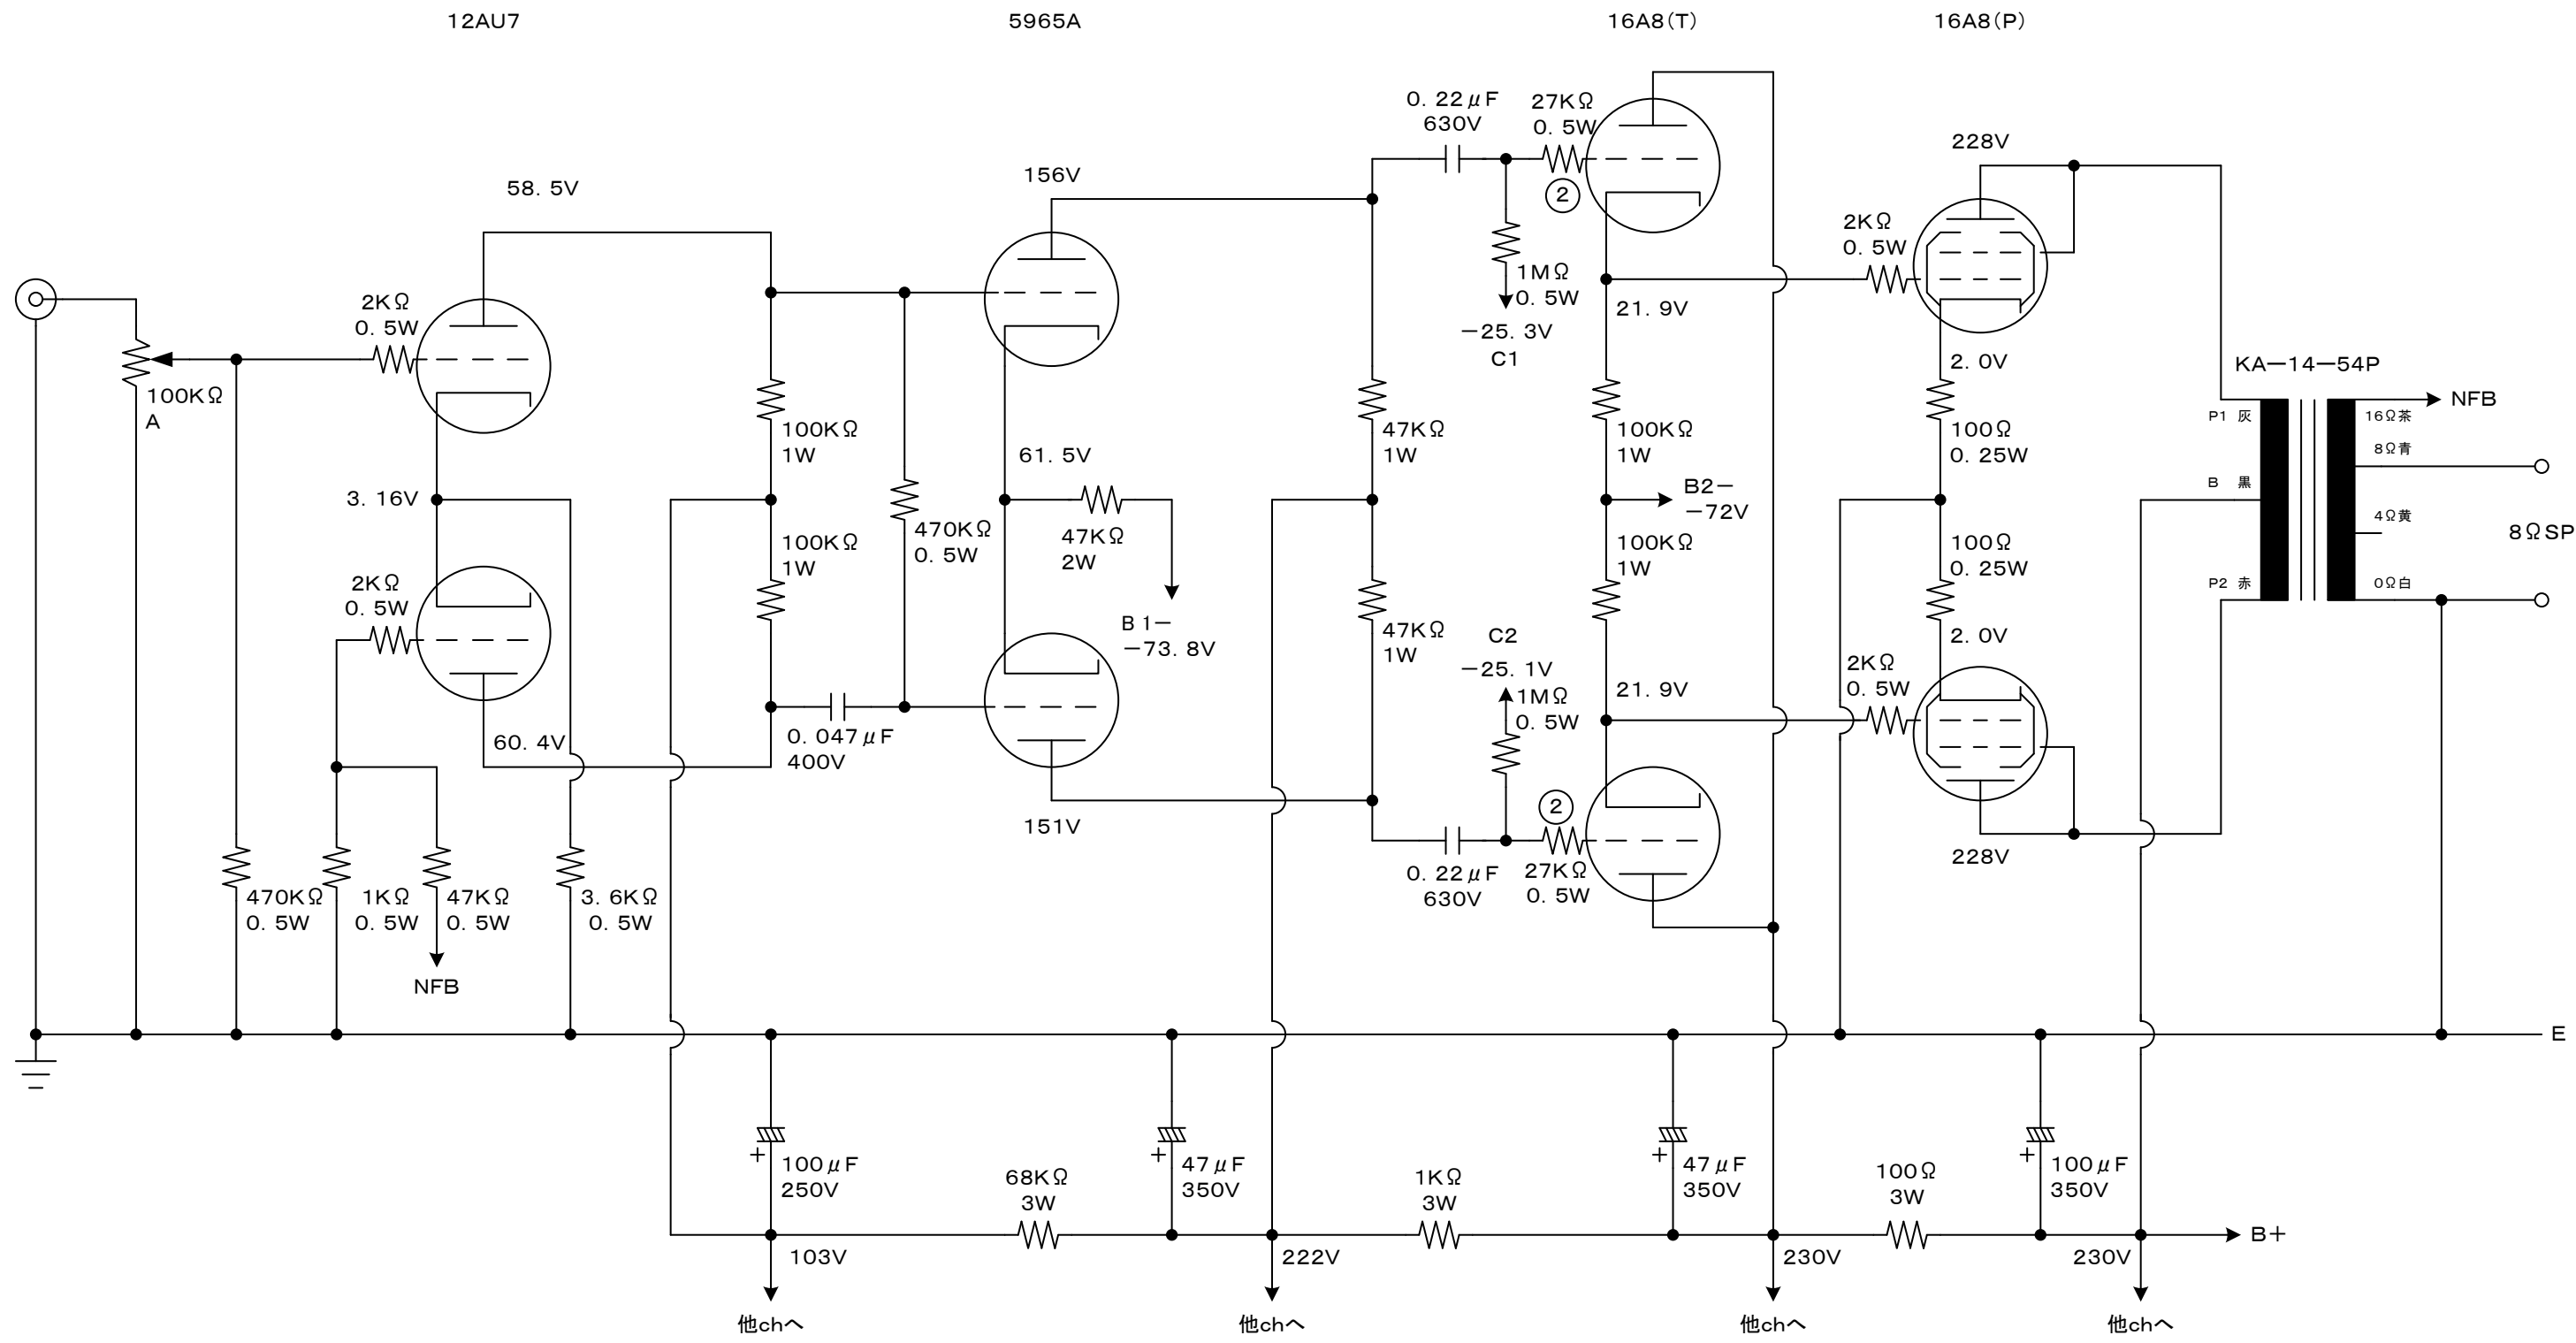 12AU7
5965A
16A8(T)
16A8(P)
0.22μF
630V
27KΩ
0.5W
②
228V
156V
58.5V
2KΩ
0.5W
1MΩ
0.5W
-25.3V
C1
21.9V
2KΩ
0.5W
100KΩ
A
2.0V
KA-14-54P
NFB
P1 灰
16Ω茶
8Ω青
B 黒
4Ω黄
P2 赤
0Ω白
8ΩSP
100KΩ
1W
47KΩ
1W
100KΩ
1W
100Ω
0.25W
61.5V
3.16V
B2-
-72V
470KΩ
0.5W
47KΩ
2W
100KΩ
1W
100KΩ
1W
100Ω
0.25W
2KΩ
0.5W
B1-
-73.8V
47KΩ
1W
C2
-25.1V
1MΩ
0.5W
2.0V
2KΩ
0.5W
21.9V
60.4V
0.047μF
400V
151V
②
0.22μF
630V
27KΩ
0.5W
228V
470KΩ
0.5W
1KΩ
0.5W
47KΩ
0.5W
3.6KΩ
0.5W
NFB
E
+
100μF
250V
68KΩ
3W
+
47μF
350V
1KΩ
3W
+
47μF
350V
100Ω
3W
+
100μF
350V
B+
103V
222V
230V
230V
他chへ
他chへ
他chへ
他chへ